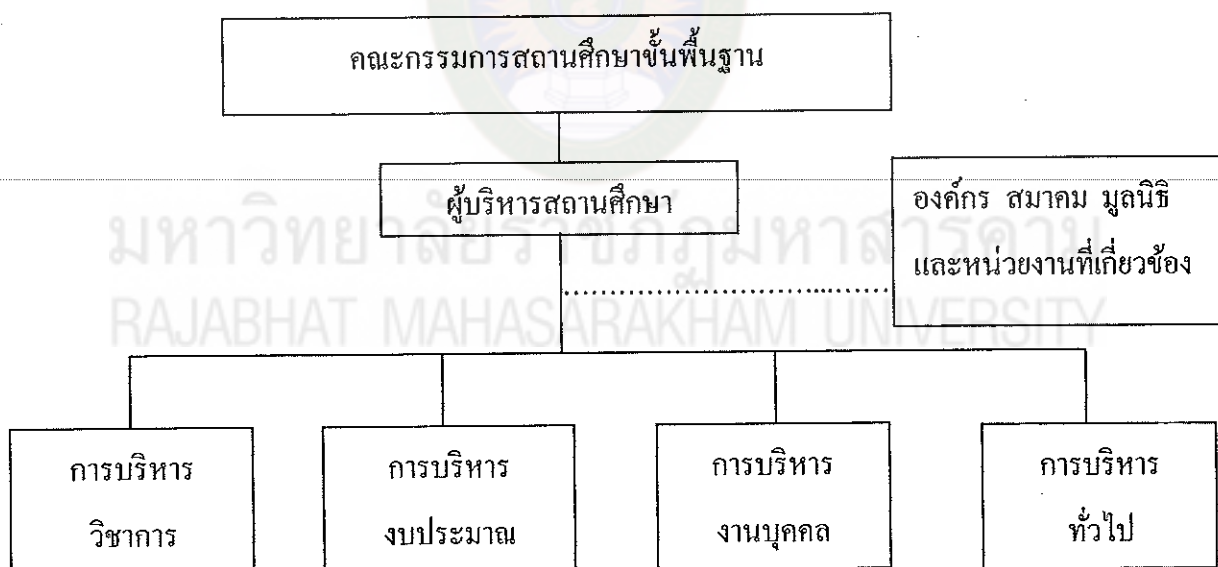 คณะกรรมการสถานศึกษาขั้นพื้นฐาน
ผู้บริหารสถานศึกษา
องค์กร สมาคม มูลนิธิ
และหน่วยงานที่เกี่ยวข้อง
มหาวิทยาลัยราชภัฏมหาสารคาม
RAJABHAT MAHASARAKHAM UNIVERSITY
การบริหาร
วิชาการ
การบริหาร
งบประมาณ
การบริหาร
งานบุคคล
การบริหาร
ทั่วไป